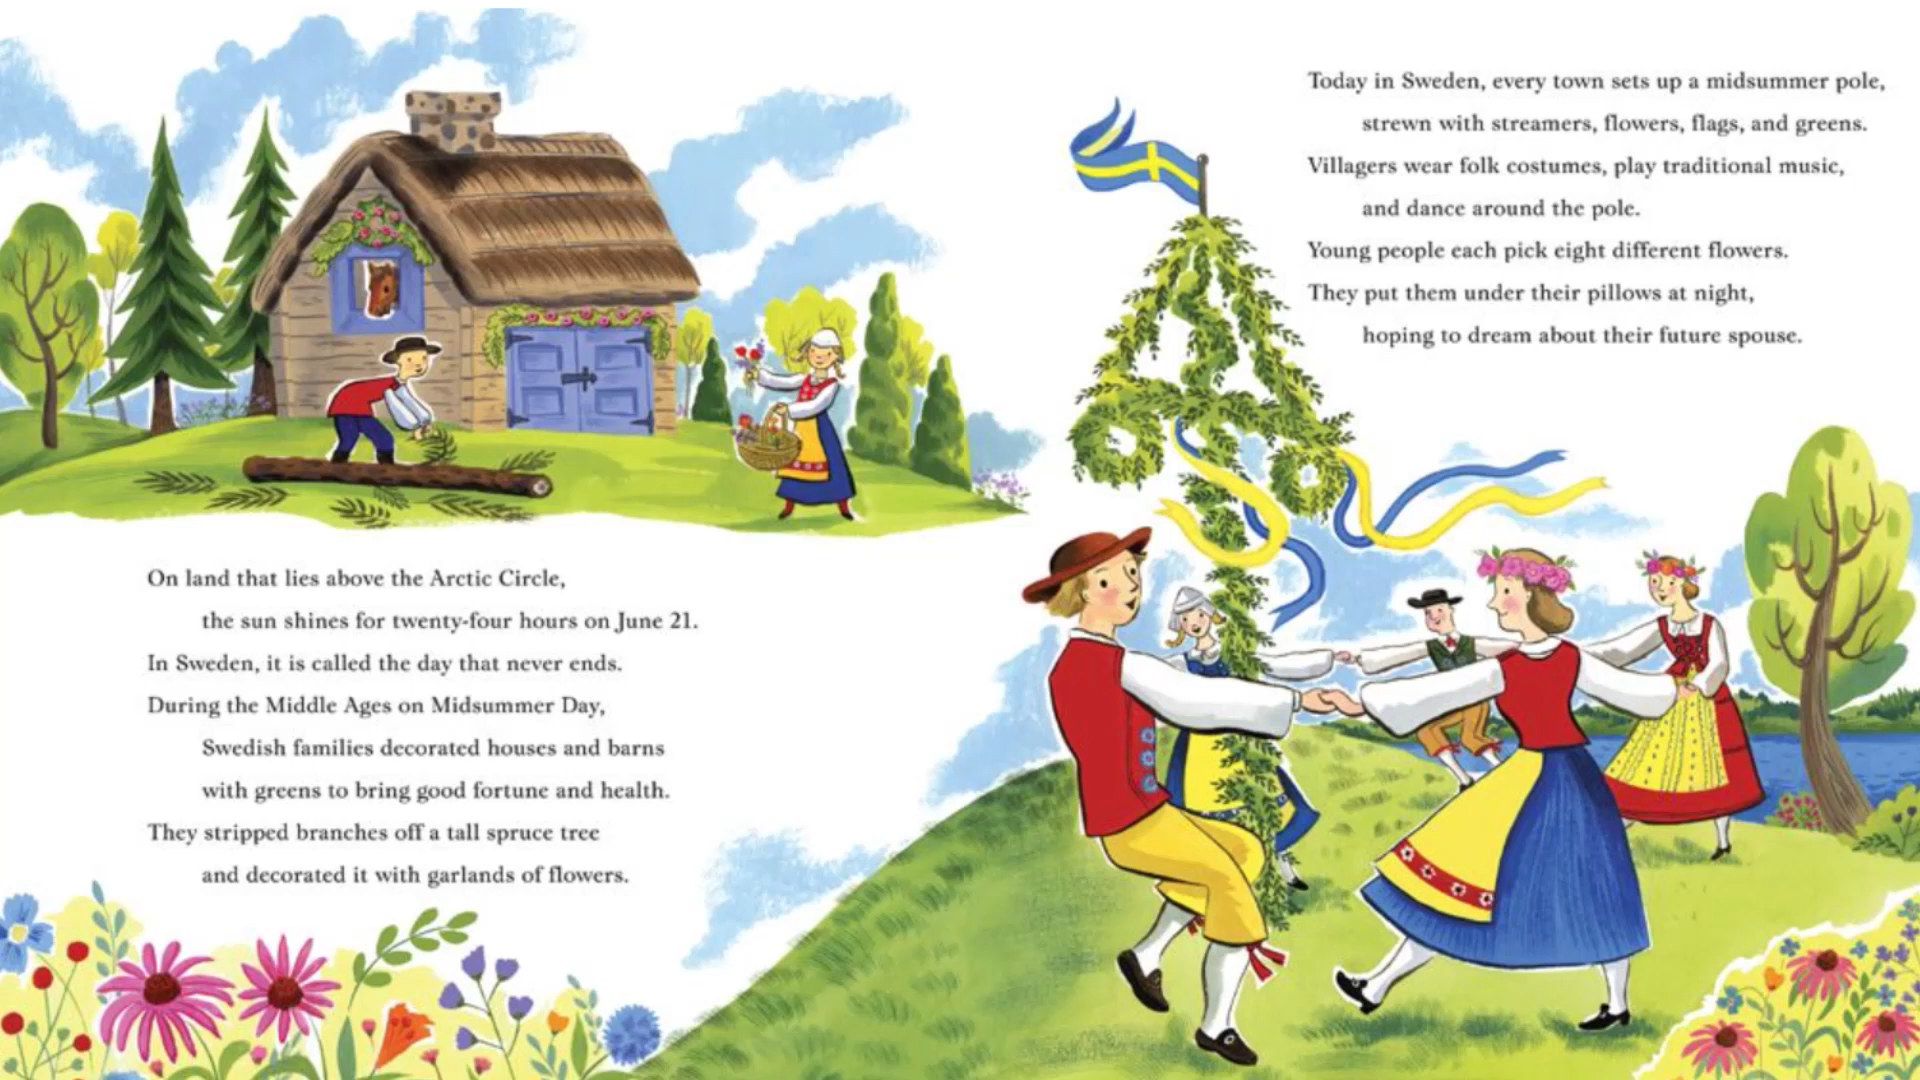 On land that lies above the Arctic Circle,
the sun shines for twenty-four hours on June 21.
In Sweden, it is called the day that never ends.
During the Middle Ages on Midsummer Day,
Swedish families decorated houses and barns
with greens to bring good fortune and health.
They stripped branches off a tall spruce tree
and decorated it with garlands of flowers.
Today in Sweden, every town sets up a midsummer pole,
strewn with streamers, flowers, flags, and greens.
Villagers wear folk costumes, play traditional music,
and dance around the pole.
Young people each pick eight different flowers.
They put them under their pillows at night,
hoping to dream about their future spouse.